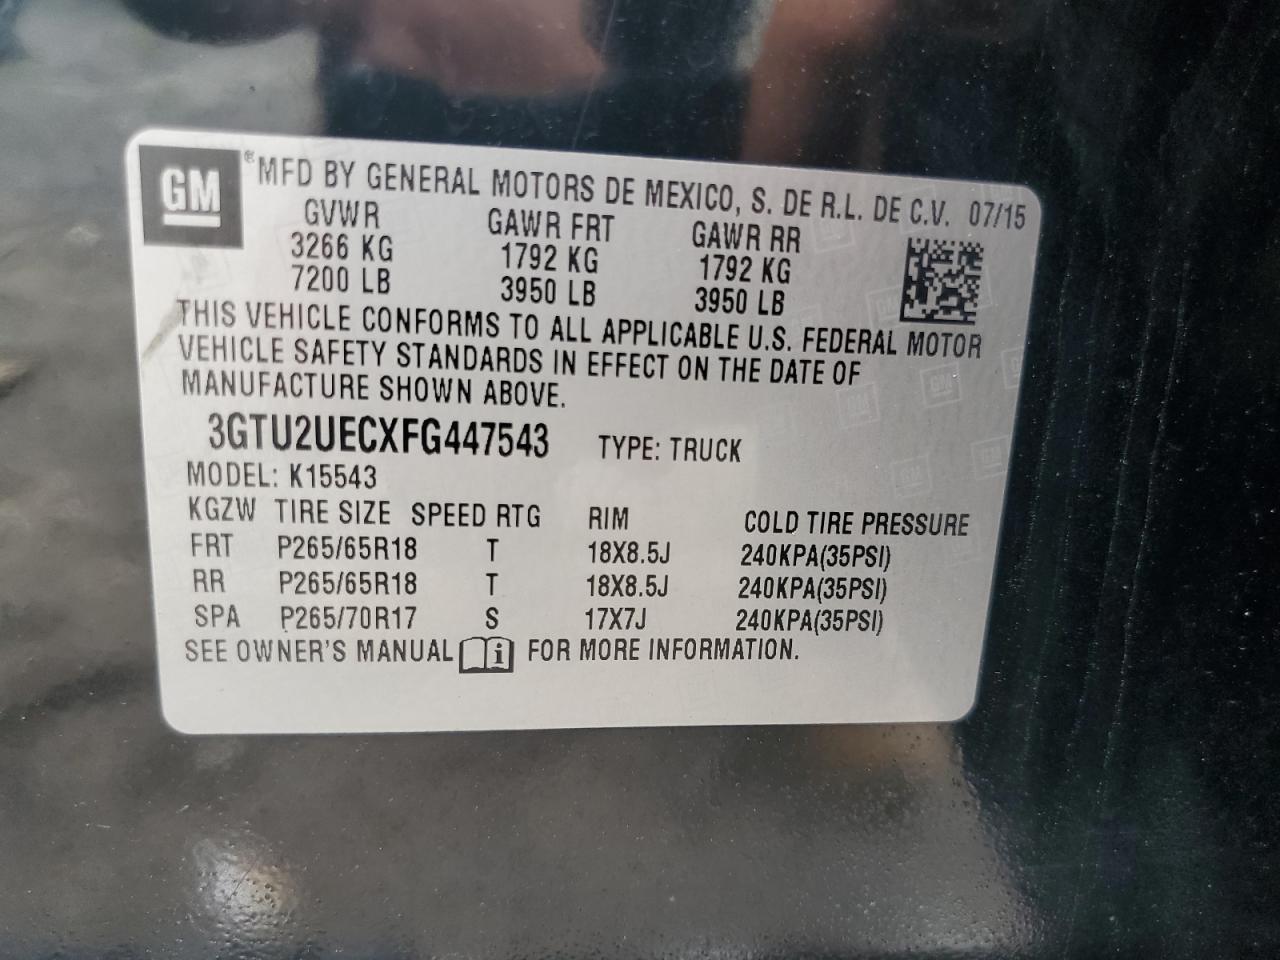 GM ® MFD BY GENERAL MOTORS DE MEXICO, S. DE R.L. DE C.V. 07/15
GVWR GAWR FRT GAWR RR
3266 KG 1792 KG 1792 KG
7200 LB 3950 LB 3950 LB
THIS VEHICLE CONFORMS TO ALL APPLICABLE U.S. FEDERAL MOTOR
VEHICLE SAFETY STANDARDS IN EFFECT ON THE DATE OF
MANUFACTURE SHOWN ABOVE.
3GTU2UECXFG447543 TYPE: TRUCK
MODEL: K15543
KGZW TIRE SIZE SPEED RTG RIM COLD TIRE PRESSURE
FRT P265/65R18 T 18X8.5J 240KPA(35PSI)
RR P265/65R18 T 18X8.5J 240KPA(35PSI)
SPA P265/70R17 S 17X7J 240KPA(35PSI)
SEE OWNER'S MANUAL i FOR MORE INFORMATION.